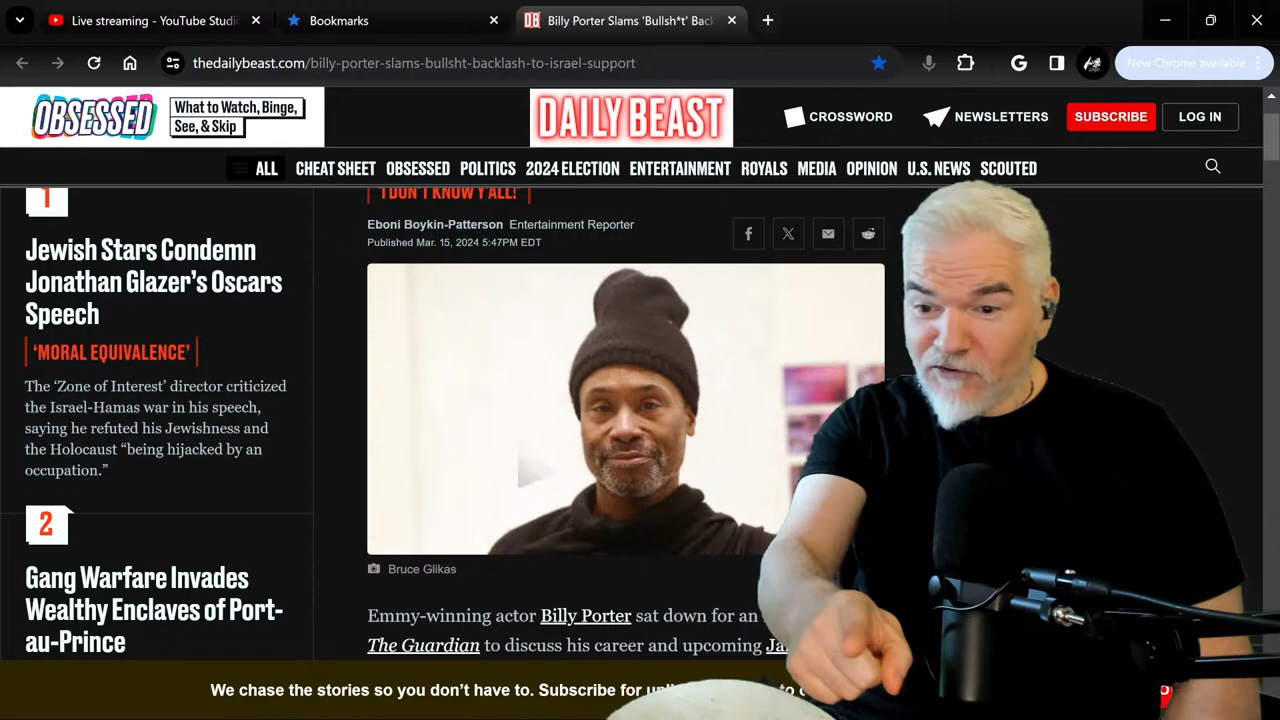 Live streaming - YouTube Studi
Bookmarks
DB
Billy Porter Slams 'Bullsh*t' Back
thedailybeast.com/billy-porter-slams-bullsht-backlash-to-israel-support
New Chrome available
OBSESSED
What to Watch, Binge,
See, & Skip
DAILY BEAST
CROSSWORD
NEWSLETTERS
SUBSCRIBE
LOG IN
ALL
CHEAT SHEET
OBSESSED
POLITICS
2024 ELECTION
ENTERTAINMENT
ROYALS
MEDIA
OPINION
U.S. NEWS
SCOUTED
1
Jewish Stars Condemn
Jonathan Glazer's Oscars
Speech
'MORAL EQUIVALENCE'
The 'Zone of Interest' director criticized
the Israel-Hamas war in his speech,
saying he refuted his Jewishness and
the Holocaust “being hijacked by an
occupation.”
2
Gang Warfare Invades
Wealthy Enclaves of Port-
au-Prince
'I DON'T KNOW Y'ALL!'
Eboni Boykin-Patterson Entertainment Reporter
Published Mar. 15, 2024 5:47PM EDT
Bruce Glikas
Emmy-winning actor Billy Porter sat down for an
The Guardian to discuss his career and upcoming Ja
We chase the stories so you don't have to. Subscribe for